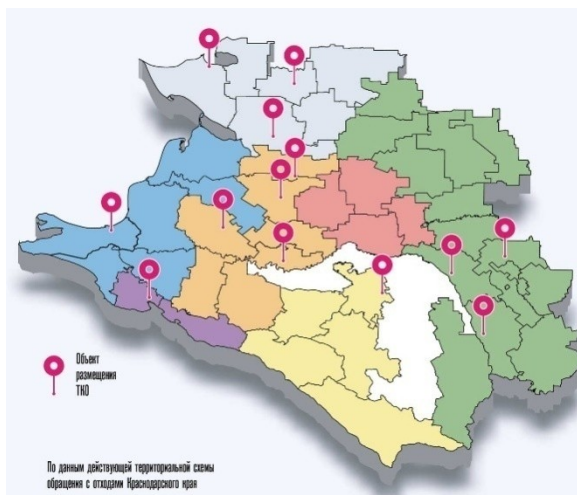 Объект
размещения
ТКО
По данным действующей территориальной схемы
обращения с отходами Краснодарского края